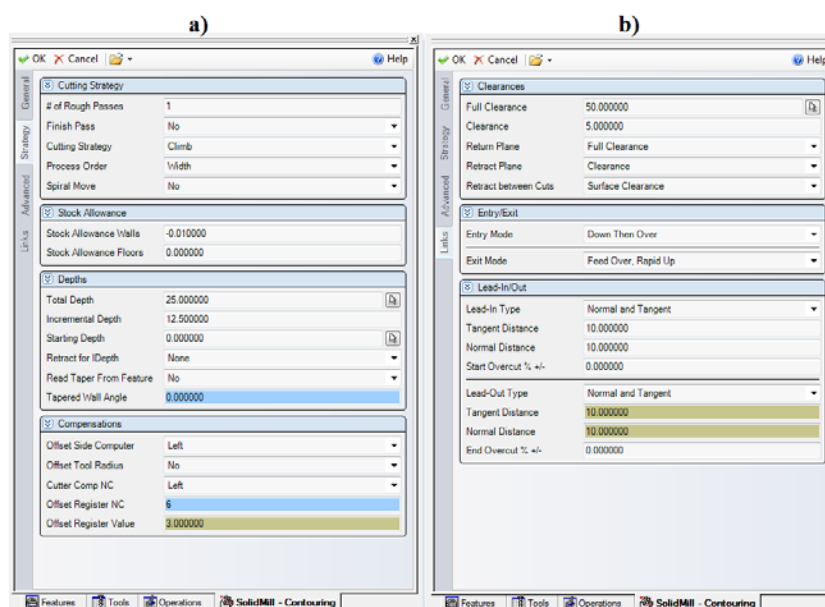 a)
OK Cancel Help
General
Strategy
Advanced
Links
Cutting Strategy
# of Rough Passes 1
Finish Pass No
Cutting Strategy Climb
Process Order Width
Spiral Move No
Stock Allowance
Stock Allowance Walls -0.010000
Stock Allowance Floors 0.000000
Depths
Total Depth 25.000000
Incremental Depth 12.500000
Starting Depth 0.000000
Retract for IDepth None
Read Taper From Feature No
Tapered Wall Angle 0.000000
Compensations
Offset Side Computer Left
Offset Tool Radius No
Cutter Comp NC Left
Offset Register NC 6
Offset Register Value 3.000000
Features Tools Operations SolidMill - Contouring
b)
OK Cancel Help
General
Strategy
Advanced
Links
Clearances
Full Clearance 50.000000
Clearance 5.000000
Return Plane Full Clearance
Retract Plane Clearance
Retract between Cuts Surface Clearance
Entry/Exit
Entry Mode Down Then Over
Exit Mode Feed Over, Rapid Up
Lead-In/Out
Lead-In Type Normal and Tangent
Tangent Distance 10.000000
Normal Distance 10.000000
Start Overcut % +/- 0.000000
Lead-Out Type Normal and Tangent
Tangent Distance 10.000000
Normal Distance 10.000000
End Overcut % +/- 0.000000
Features Tools Operations SolidMill - Contouring